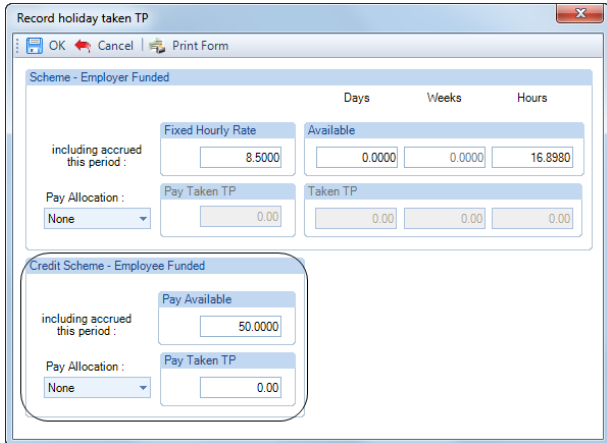 Record holiday taken TP
OK Cancel Print Form
Scheme - Employer Funded
Days Weeks Hours
Fixed Hourly Rate Available
including accrued
this period :
8.5000 0.0000 0.0000 16.8980
Pay Allocation :
Pay Taken TP Taken TP
None 0.00 0.00 0.00 0.00
Credit Scheme - Employee Funded
Pay Available
including accrued
this period :
50.0000
Pay Allocation :
Pay Taken TP
None 0.00